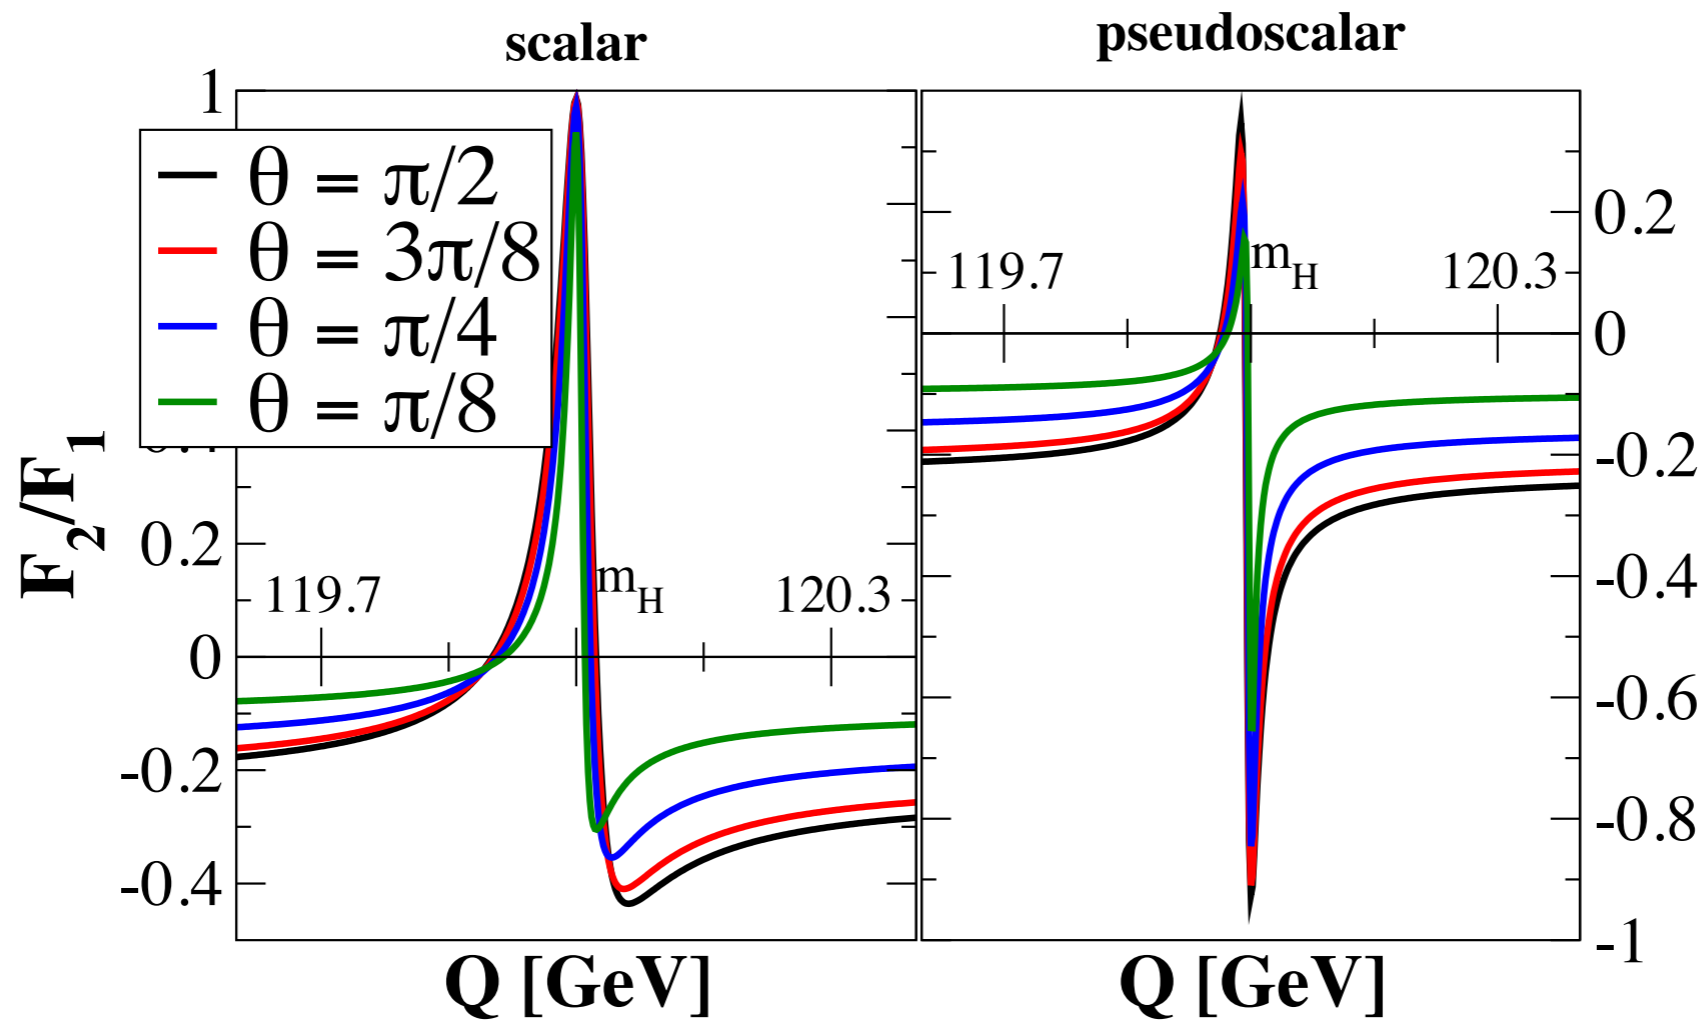 scalar
pseudoscalar
1
θ = π/2
θ = 3π/8
θ = π/4
θ = π/8
F2/F1
0.2
0
-0.2
-0.4
119.7
mH
120.3
119.7
mH
120.3
0.2
0
-0.2
-0.4
-0.6
-0.8
-1
Q [GeV]
Q [GeV]